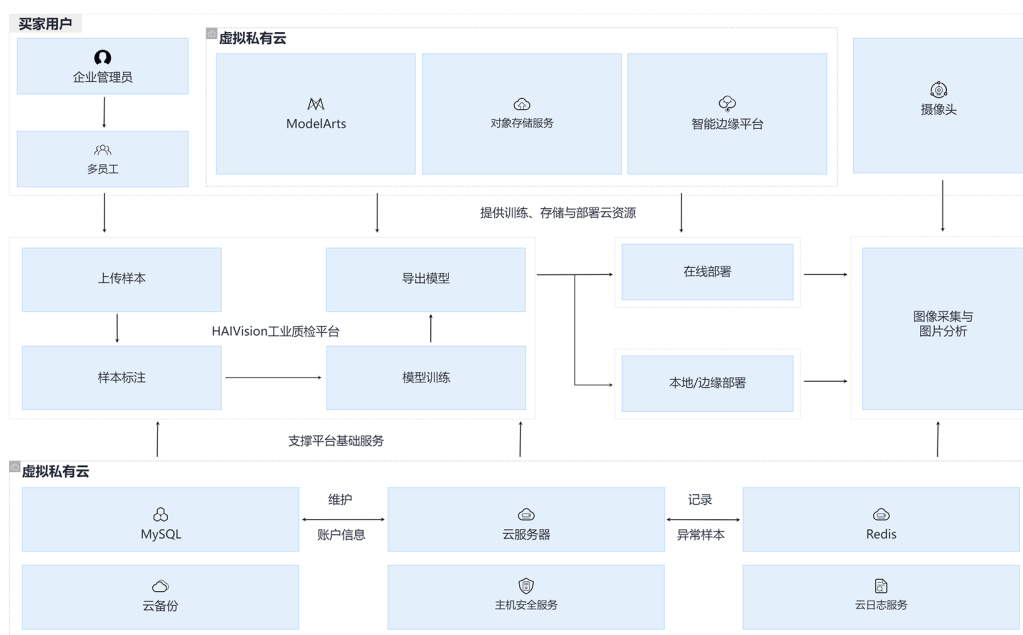 买家用户
企业管理员
多员工
虚拟私有云
ModelArts
对象存储服务
智能边缘平台
摄像头
提供训练、存储与部署云资源
上传样本
导出模型
HAIVision工业质检平台
样本标注
模型训练
在线部署
本地/边缘部署
图像采集与
图片分析
支撑平台基础服务
虚拟私有云
MySQL
维护
账户信息
云服务器
记录
异常样本
Redis
云备份
主机安全服务
云日志服务